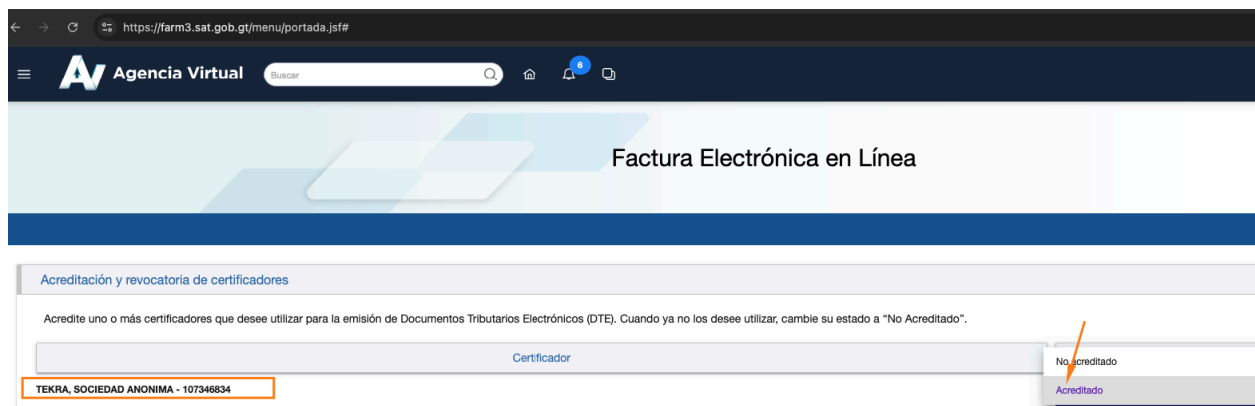 https://farm3.sat.gob.gt/menu/portada.jsf#
Agencia Virtual
Buscar
6
Factura Electrónica en Línea
Acreditación y revocatoria de certificadores
Acredite uno o más certificadores que desee utilizar para la emisión de Documentos Tributarios Electrónicos (DTE). Cuando ya no los desee utilizar, cambie su estado a "No Acreditado".
Certificador
No acreditado
TEKRA, SOCIEDAD ANONIMA - 107346834
Acreditado